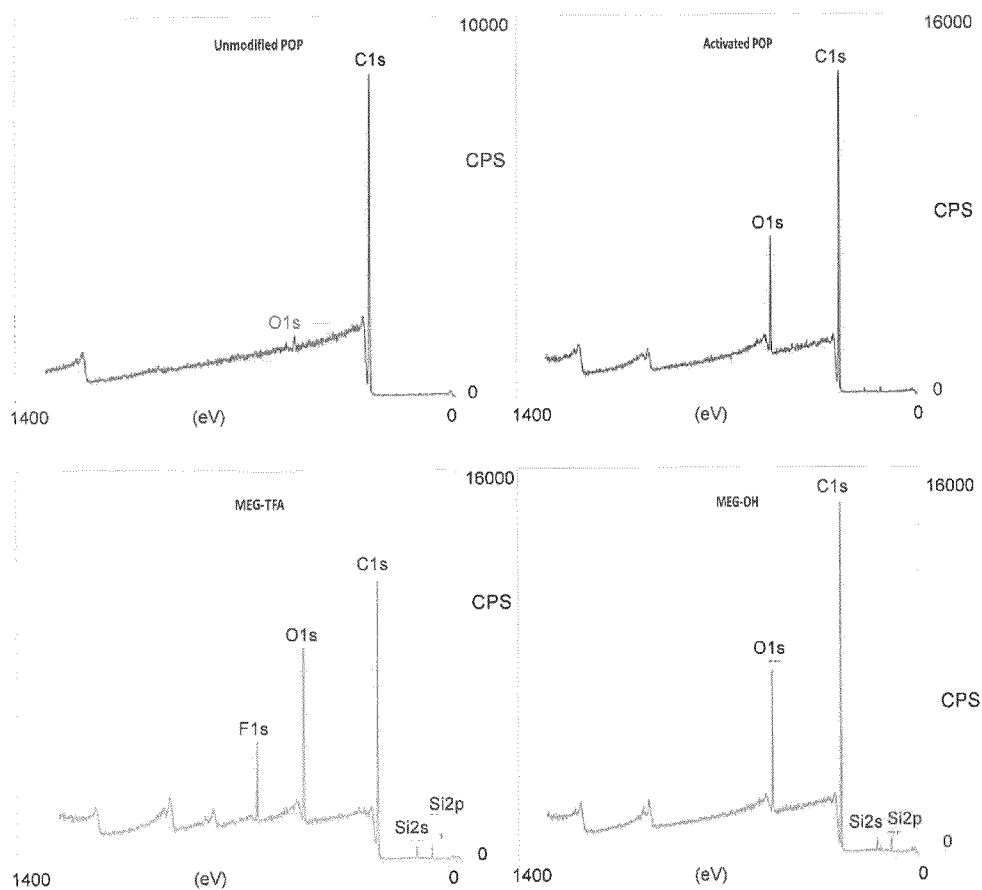 Unmodified POP
10000
C1s
CPS
O1s
0
1400
(eV)
0
Activated POP
16000
C1s
CPS
O1s
0
1400
(eV)
0
MEG-TFA
16000
C1s
CPS
O1s
F1s
Si2p
Si2s
0
1400
(eV)
0
MEG-OH
16000
C1s
O1s
CPS
Si2s
Si2p
0
1400
(eV)
0